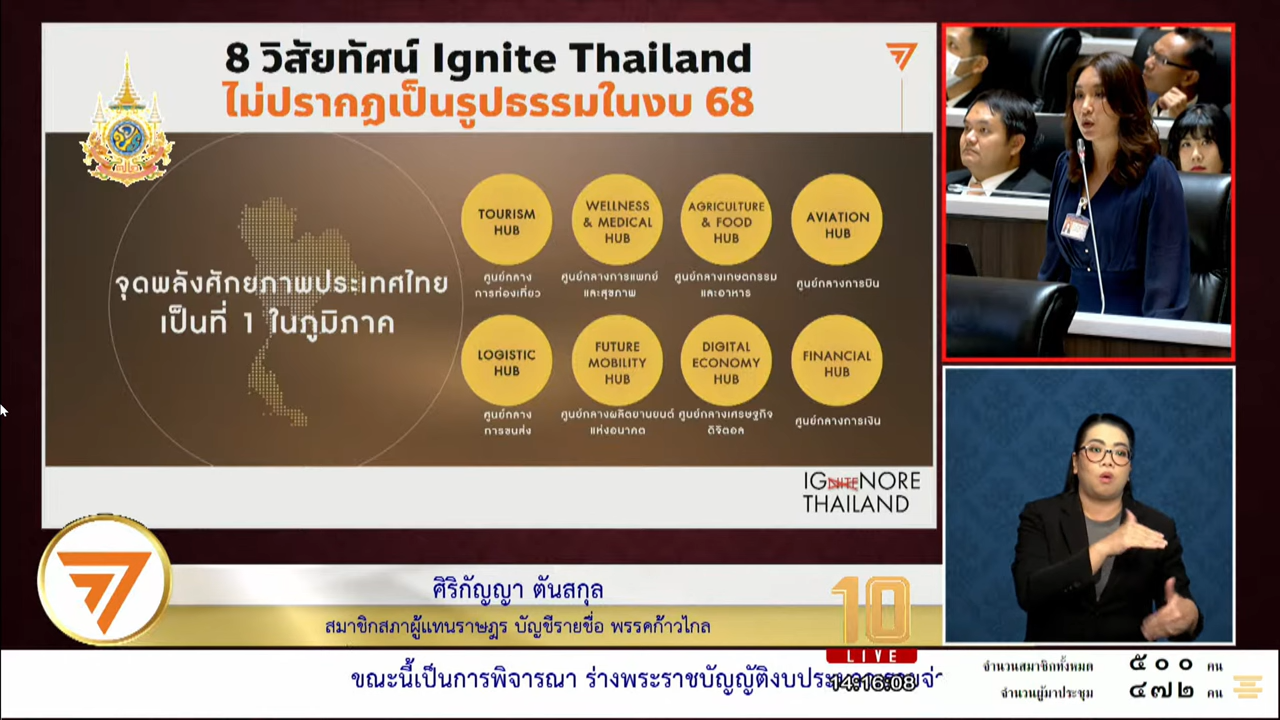 8 วิสัยทัศน์ Ignite Thailand
ไม่ปรากฏเป็นรูปธรรมในงบ 68
จุดพลังศักยภาพประเทศไทย
เป็นที่ 1 ในภูมิภาค
TOURISM
HUB
ศูนย์กลาง
การท่องเที่ยว
WELLNESS
& MEDICAL
HUB
ศูนย์กลางการแพทย์
และสุขภาพ
AGRICULTURE
& FOOD
HUB
ศูนย์กลางเกษตรกรรม
และอาหาร
AVIATION
HUB
ศูนย์กลางการบิน
LOGISTIC
HUB
ศูนย์กลาง
การขนส่ง
FUTURE
MOBILITY
HUB
ศูนย์กลางผลิตยานยนต์
แห่งอนาคต
DIGITAL
ECONOMY
HUB
ศูนย์กลางเศรษฐกิจ
ดิจิตอล
FINANCIAL
HUB
ศูนย์กลางการเงิน
IGNITENORE
THAILAND
ศิริกัญญา ตันสกุล
สมาชิกสภาผู้แทนราษฎร บัญชีรายชื่อ พรรคก้าวไกล
10
LIVE
14:16:08
ขณะนี้เป็นการพิจารณา ร่างพระราชบัญญัติงบประมาณรายจ่
จำนวนสมาชิกทั้งหมด ๕๐๐ คน
จำนวนผู้มาประชุม ๔๗๒ คน